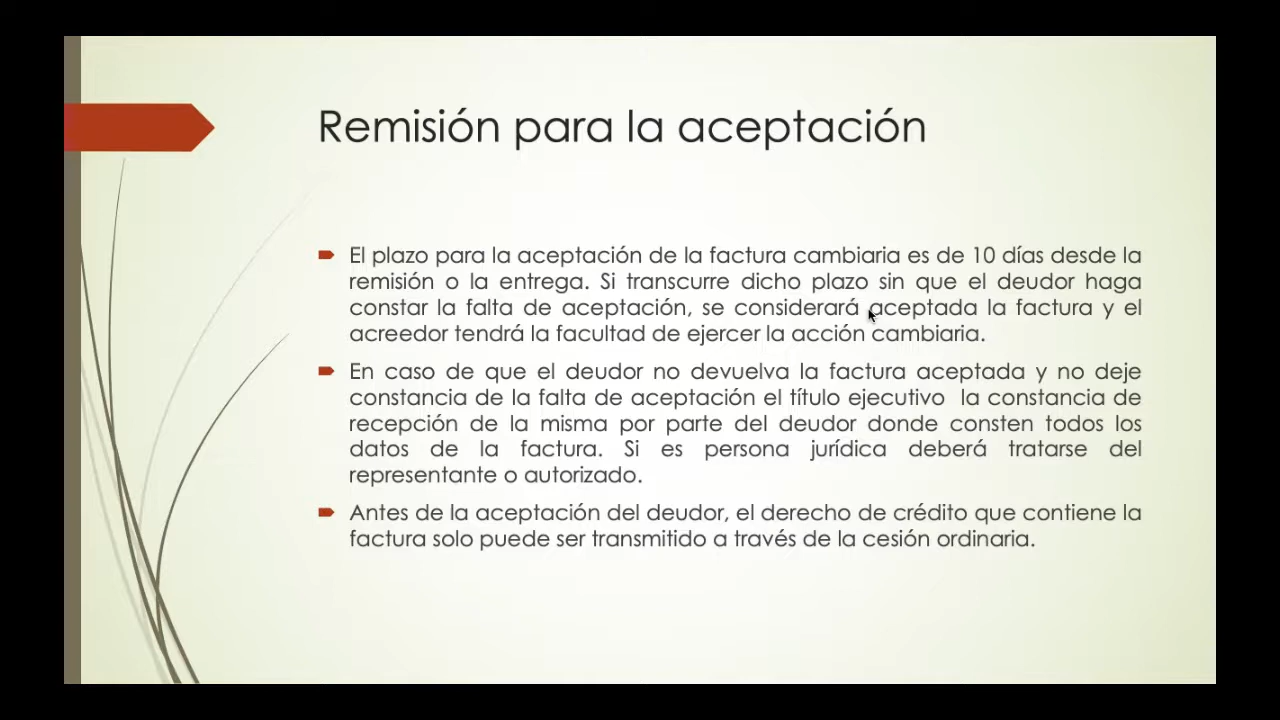 Remisión para la aceptación
El plazo para la aceptación de la factura cambiaria es de 10 días desde la
remisión o la entrega. Si transcurre dicho plazo sin que el deudor haga
constar la falta de aceptación, se considerará aceptada la factura y el
acreedor tendrá la facultad de ejercer la acción cambiaria.
En caso de que el deudor no devuelva la factura aceptada y no deje
constancia de la falta de aceptación el título ejecutivo la constancia de
recepción de la misma por parte del deudor donde consten todos los
datos de la factura. Si es persona jurídica deberá tratarse del
representante o autorizado.
Antes de la aceptación del deudor, el derecho de crédito que contiene la
factura solo puede ser transmitido a través de la cesión ordinaria.